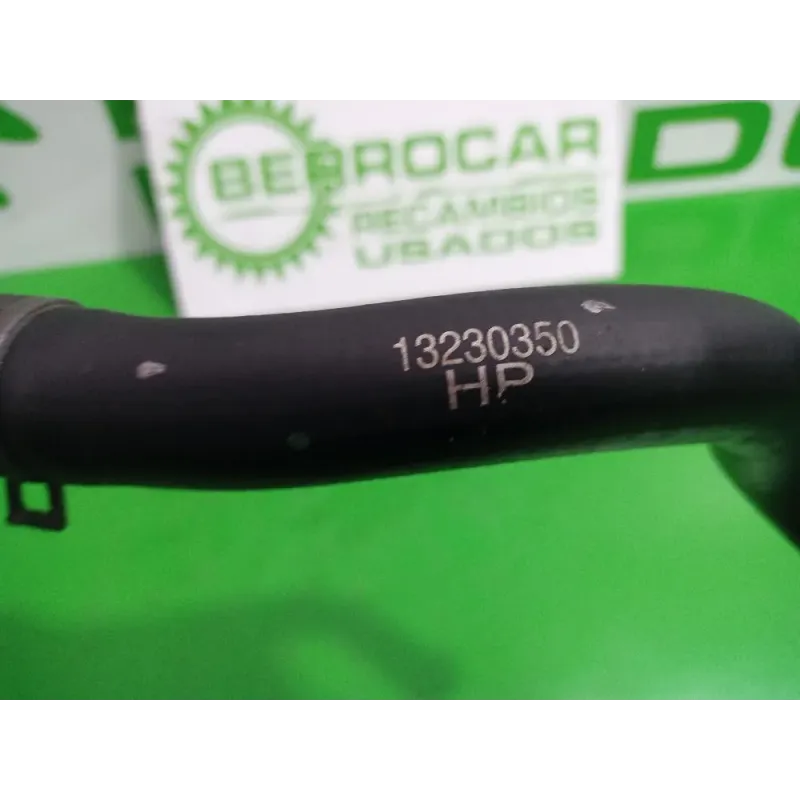 BERROCAR
RECAMBIOS
USADOS
13230350
HP